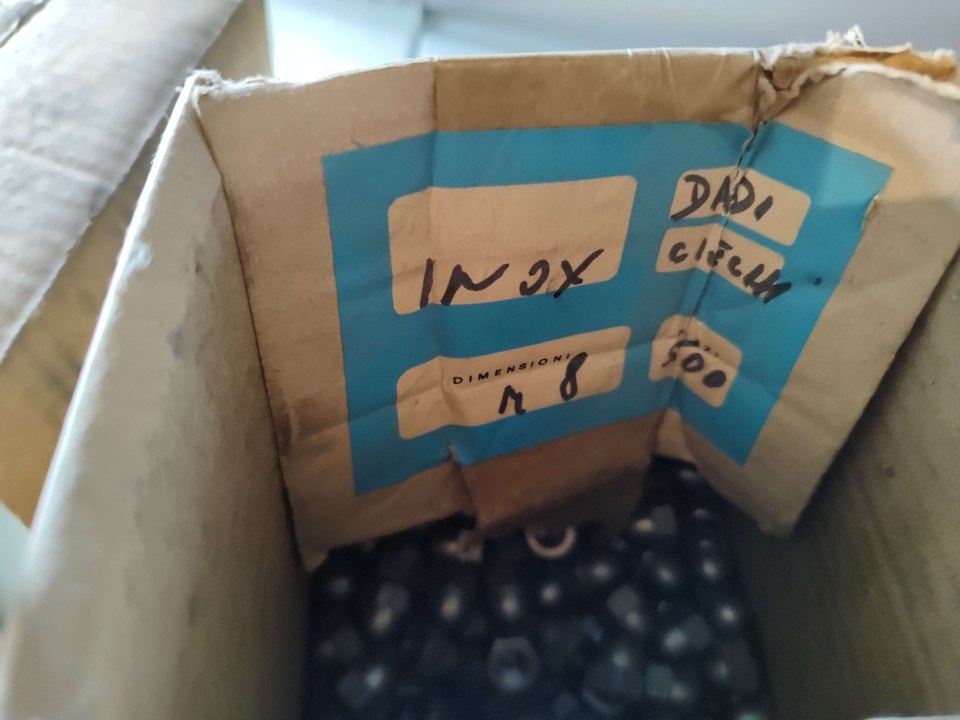 INOX
DADI
CIECHI
DIMENSIONI
M 8
500